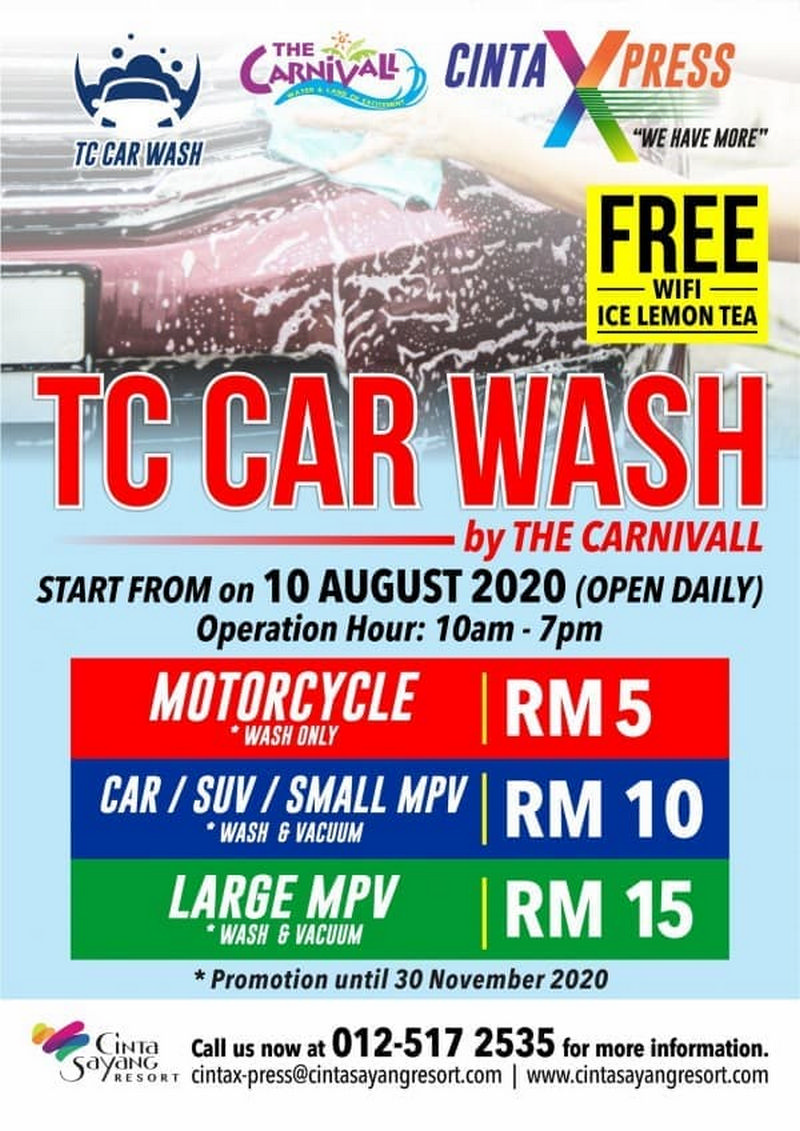 TC CAR WASH
THE
CARNIVALL
WATER & LAND OF EXCITEMENT
CINTA XPRESS
"WE HAVE MORE"
FREE
WIFI
ICE LEMON TEA
TC CAR WASH
by THE CARNIVALL
START FROM on 10 AUGUST 2020 (OPEN DAILY)
Operation Hour: 10am - 7pm
MOTORCYCLE
* WASH ONLY
RM 5
CAR / SUV / SMALL MPV
* WASH & VACUUM
RM 10
LARGE MPV
* WASH & VACUUM
RM 15
* Promotion until 30 November 2020
Cinta
Sayang
RESORT
Call us now at 012-517 2535 for more information.
cintax-press@cintasayangresort.com | www.cintasayangresort.com